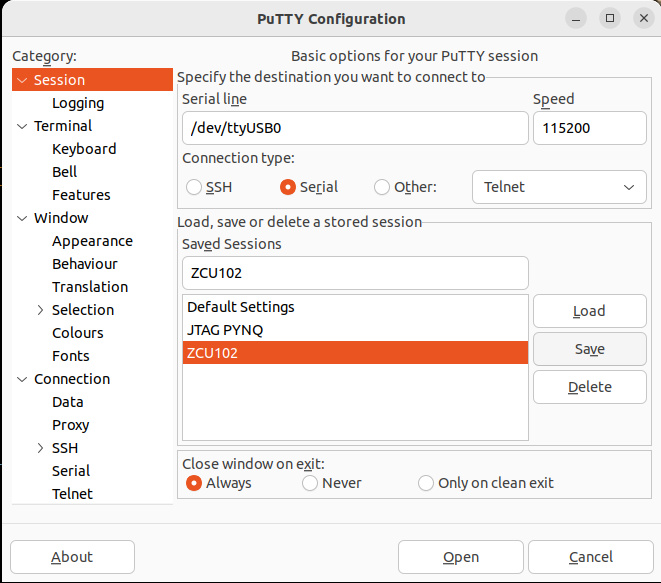 PuTTY Configuration
Category:
Session
Logging
Terminal
Keyboard
Bell
Features
Window
Appearance
Behaviour
Translation
Selection
Colours
Fonts
Connection
Data
Proxy
SSH
Serial
Telnet
Basic options for your PuTTY session
Specify the destination you want to connect to
Serial line Speed
/dev/ttyUSB0 115200
Connection type:
SSH Serial Other: Telnet
Load, save or delete a stored session
Saved Sessions
ZCU102
Default Settings
JTAG PYNQ
ZCU102
Load
Save
Delete
Close window on exit:
Always Never Only on clean exit
About Open Cancel